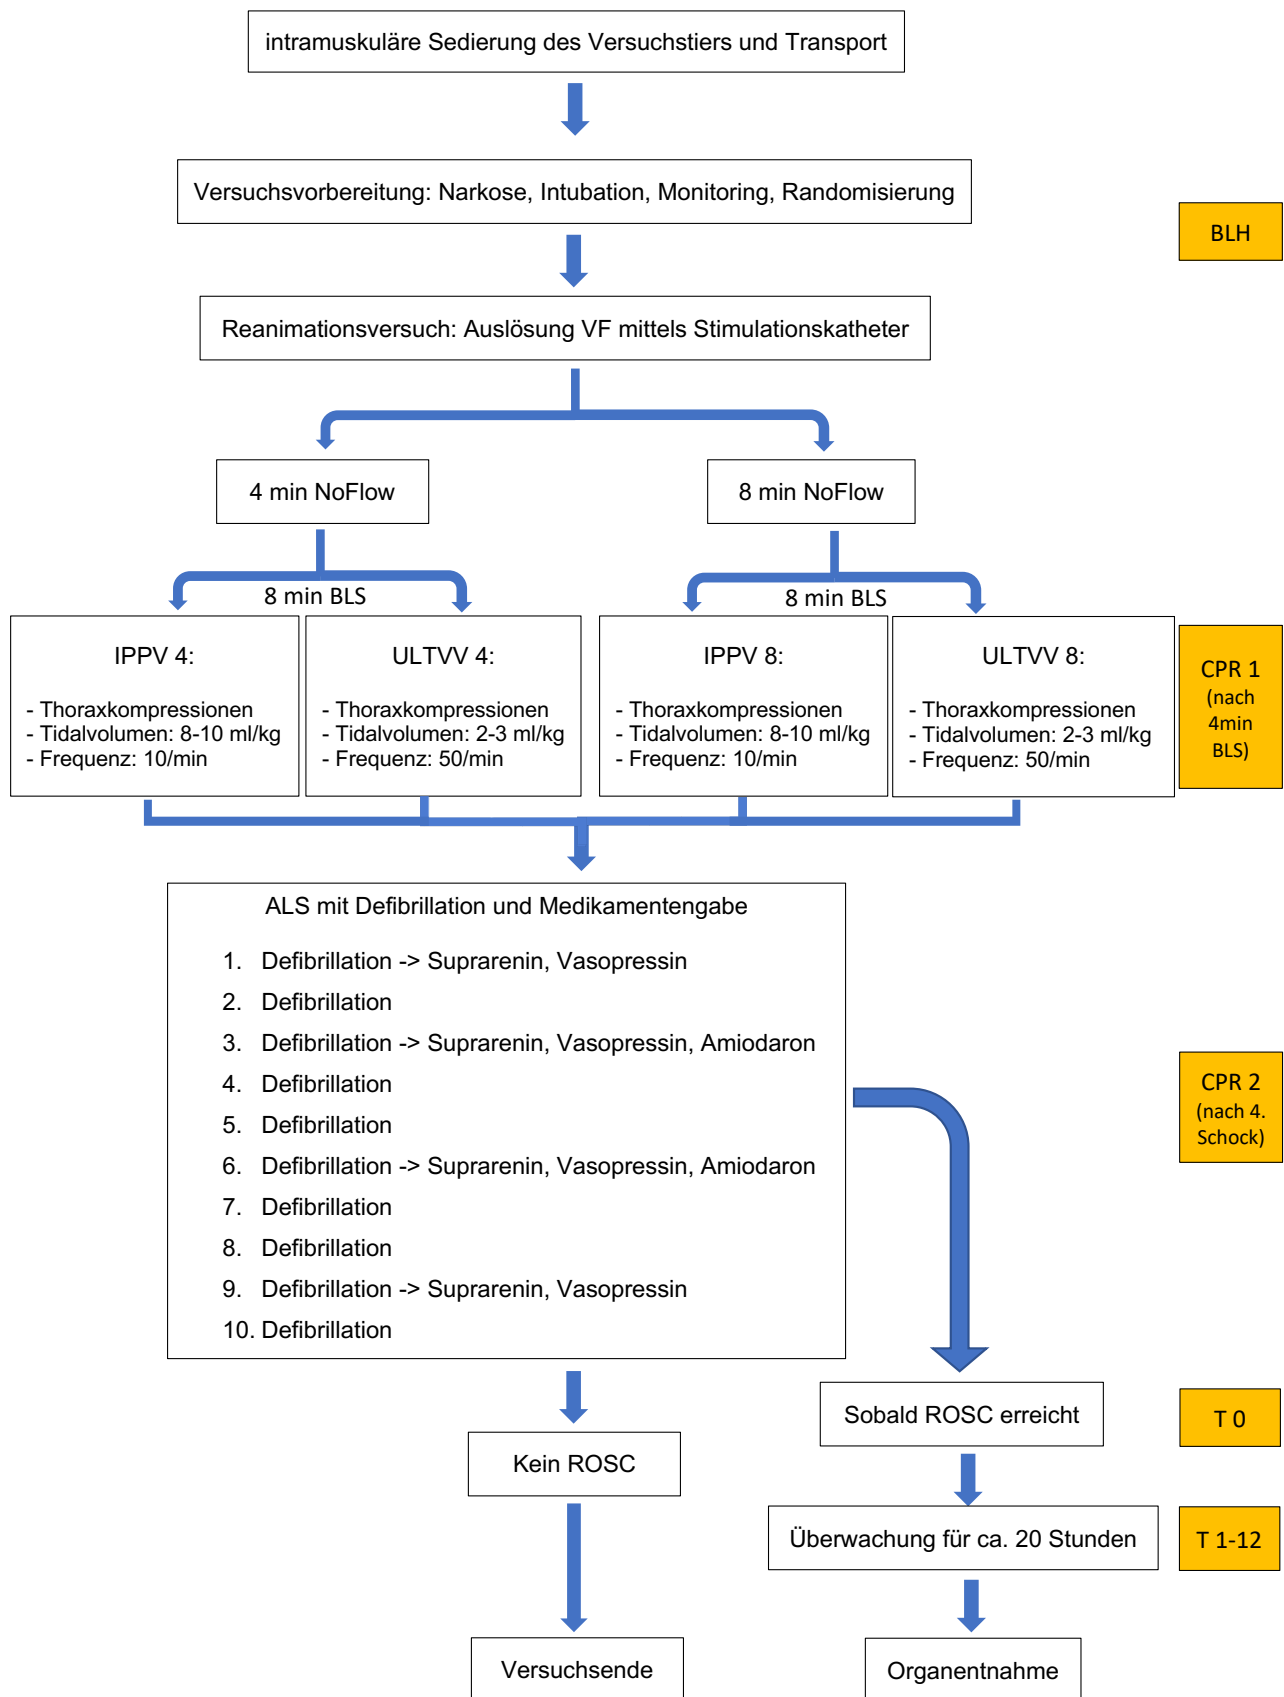 intramuskuläre Sedierung des Versuchstiers und Transport
Versuchsvorbereitung: Narkose, Intubation, Monitoring, Randomisierung
BLH
Reanimationsversuch: Auslösung VF mittels Stimulationskatheter
4 min NoFlow
8 min NoFlow
8 min BLS
8 min BLS
IPPV 4:
- Thoraxkompressionen
- Tidalvolumen: 8-10 ml/kg
- Frequenz: 10/min
ULTVV 4:
- Thoraxkompressionen
- Tidalvolumen: 2-3 ml/kg
- Frequenz: 50/min
IPPV 8:
- Thoraxkompressionen
- Tidalvolumen: 8-10 ml/kg
- Frequenz: 10/min
ULTVV 8:
- Thoraxkompressionen
- Tidalvolumen: 2-3 ml/kg
- Frequenz: 50/min
CPR 1
(nach
4min
BLS)
ALS mit Defibrillation und Medikamentengabe
1. Defibrillation -> Suprarenin, Vasopressin
2. Defibrillation
3. Defibrillation -> Suprarenin, Vasopressin, Amiodaron
4. Defibrillation
5. Defibrillation
6. Defibrillation -> Suprarenin, Vasopressin, Amiodaron
7. Defibrillation
8. Defibrillation
9. Defibrillation -> Suprarenin, Vasopressin
10. Defibrillation
CPR 2
(nach 4.
Schock)
Sobald ROSC erreicht
T 0
Kein ROSC
Überwachung für ca. 20 Stunden
T 1-12
Versuchsende
Organentnahme